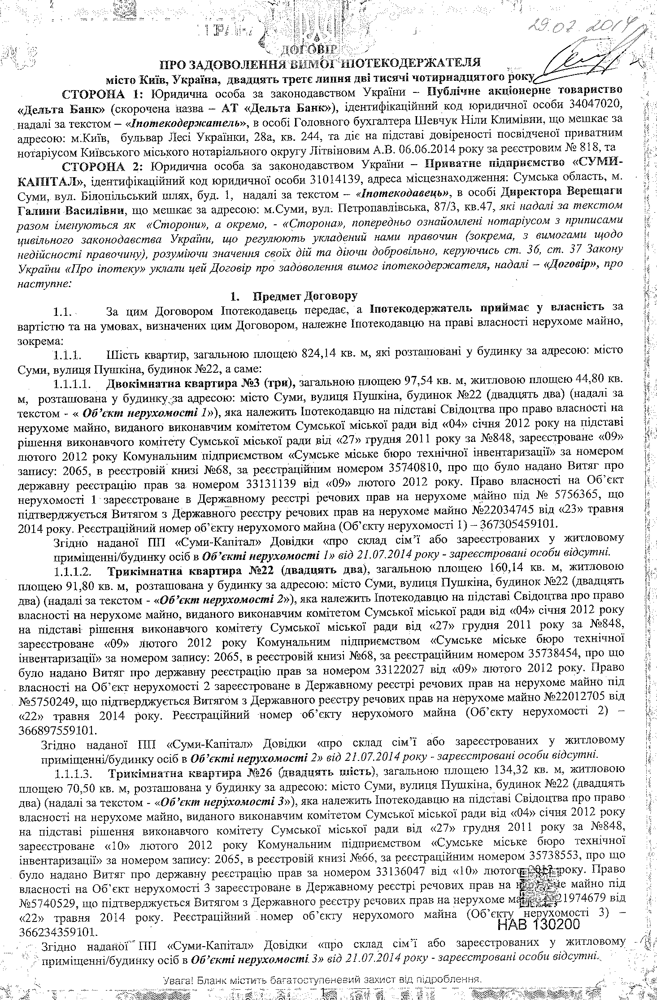 29.07.2014
ДОГОВІР
ПРО ЗАДОВОЛЕННЯ ВИМОГ ІПОТЕКОДЕРЖАТЕЛЯ
місто Київ, Україна, двадцять третє липня дві тисячі чотирнадцятого року
СТОРОНА 1: Юридична особа за законодавством України – Публічне акціонерне товариство
«Дельта Банк» (скорочена назва – АТ «Дельта Банк»), ідентифікаційний код юридичної особи 34047020,
надалі за текстом – «Іпотекодержатель», в особі Головного бухгалтера Шевчук Ніли Климівни, що мешкає за
адресою: м.Київ, бульвар Лесі Українки, 28а, кв. 244, та діє на підставі довіреності посвідченої приватним
нотаріусом Київського міського нотаріального округу Літвіновим А.В. 06.06.2014 року за реєстровим № 818, та
СТОРОНА 2: Юридична особа за законодавством України – Приватне підприємство «СУМИ-
КАПІТАЛ», ідентифікаційний код юридичної особи 31014139, адреса місцезнаходження: Сумська область, м.
Суми, вул. Білопільський шлях, буд. 1, надалі за текстом – «Іпотекодавець», в особі Директора Верещаги
Галини Василівни, що мешкає за адресою: м.Суми, вул. Петропавлівська, 87/3, кв.47, які надалі за текстом
разом іменуються як «Сторони», а окремо, - «Сторона», попередньо ознайомлені нотаріусом з приписами
цивільного законодавства України, що регулюють укладений нами правочин (зокрема, з вимогами щодо
недійсності правочину), розуміючи значення своїх дій та діючи добровільно, керуючись ст. 36, ст. 37 Закону
України «Про іпотеку» уклали цей Договір про задоволення вимог іпотекодержателя, надалі – «Договір», про
наступне:
1. Предмет Договору
1.1. За цим Договором Іпотекодавець передає, а Іпотекодержатель приймає у власність за
вартістю та на умовах, визначених цим Договором, належне Іпотекодавцю на праві власності нерухоме майно,
зокрема:
1.1.1. Шість квартир, загальною площею 824,14 кв. м, які розташовані у будинку за адресою: місто
Суми, вулиця Пушкіна, будинок №22, а саме:
1.1.1.1. Двокімнатна квартира №3 (три), загальною площею 97,54 кв. м, житловою площею 44,80 кв.
м, розташована у будинку за адресою: місто Суми, вулиця Пушкіна, будинок №22 (двадцять два) (надалі за
текстом - « Об’єкт нерухомості 1»), яка належить Іпотекодавцю на підставі Свідоцтва про право власності на
нерухоме майно, виданого виконавчим комітетом Сумської міської ради від «04» січня 2012 року на підставі
рішення виконавчого комітету Сумської міської ради від «27» грудня 2011 року за №848, зареєстроване «09»
лютого 2012 року Комунальним підприємством «Сумське міське бюро технічної інвентаризації» за номером
запису: 2065, в реєстровій книзі №68, за реєстраційним номером 35740810, про що було надано Витяг про
державну реєстрацію прав за номером 33131139 від «09» лютого 2012 року. Право власності на Об’єкт
нерухомості 1 зареєстроване в Державному реєстрі речових прав на нерухоме майно під № 5756365, що
підтверджується Витягом з Державного реєстру речових прав на нерухоме майно №22034745 від «23» травня
2014 року. Реєстраційний номер об’єкту нерухомого майна (Об’єкту нерухомості 1) – 367305459101.
Згідно наданої ПП «Суми-Капітал» Довідки «про склад сім’ї або зареєстрованих у житловому
приміщенні/будинку осіб в Об’єкті нерухомості 1» від 21.07.2014 року - зареєстровані особи відсутні.
1.1.1.2. Трикімнатна квартира №22 (двадцять два), загальною площею 160,14 кв. м, житловою
площею 91,80 кв. м, розташована у будинку за адресою: місто Суми, вулиця Пушкіна, будинок №22 (двадцять
два) (надалі за текстом - «Об’єкт нерухомості 2»), яка належить Іпотекодавцю на підставі Свідоцтва про право
власності на нерухоме майно, виданого виконавчим комітетом Сумської міської ради від «04» січня 2012 року
на підставі рішення виконавчого комітету Сумської міської ради від «27» грудня 2011 року за №848,
зареєстроване «09» лютого 2012 року Комунальним підприємством «Сумське міське бюро технічної
інвентаризації» за номером запису: 2065, в реєстровій книзі №68, за реєстраційним номером 35738454, про що
було надано Витяг про державну реєстрацію прав за номером 33122027 від «09» лютого 2012 року. Право
власності на Об’єкт нерухомості 2 зареєстроване в Державному реєстрі речових прав на нерухоме майно під
№5750249, що підтверджується Витягом з Державного реєстру речових прав на нерухоме майно №22012705 від
«22» травня 2014 року. Реєстраційний номер об’єкту нерухомого майна (Об’єкту нерухомості 2) –
366897559101.
Згідно наданої ПП «Суми-Капітал» Довідки «про склад сім’ї або зареєстрованих у житловому
приміщенні/будинку осіб в Об’єкті нерухомості 2» від 21.07.2014 року - зареєстровані особи відсутні.
1.1.1.3. Трикімнатна квартира №26 (двадцять шість), загальною площею 134,32 кв. м, житловою
площею 70,50 кв. м, розташована у будинку за адресою: місто Суми, вулиця Пушкіна, будинок №22 (двадцять
два) (надалі за текстом - «Об’єкт нерухомості 3»), яка належить Іпотекодавцю на підставі Свідоцтва про право
власності на нерухоме майно, виданого виконавчим комітетом Сумської міської ради від «04» січня 2012 року
на підставі рішення виконавчого комітету Сумської міської ради від «27» грудня 2011 року за №848,
зареєстроване «10» лютого 2012 року Комунальним підприємством «Сумське міське бюро технічної
інвентаризації» за номером запису: 2065, в реєстровій книзі №66, за реєстраційним номером 35738553, про що
було надано Витяг про державну реєстрацію прав за номером 33136047 від «10» лютого 2012 року. Право
власності на Об’єкт нерухомості 3 зареєстроване в Державному реєстрі речових прав на майно під
№5740529, що підтверджується Витягом з Державного реєстру речових прав на нерухоме від
«22» травня 2014 року. Реєстраційний номер об’єкту нерухомого майна (Об’єкту нерухомості 3) –
НАВ 130200
366234359101.
Згідно наданої ПП «Суми-Капітал» Довідки «про склад сім’ї або зареєстрованих у житловому
приміщенні/будинку осіб в Об’єкті нерухомості 3» від 21.07.2014 року - зареєстровані особи відсутні.
Увага! Бланк містить багатоступеневий захист від підроблення.
1